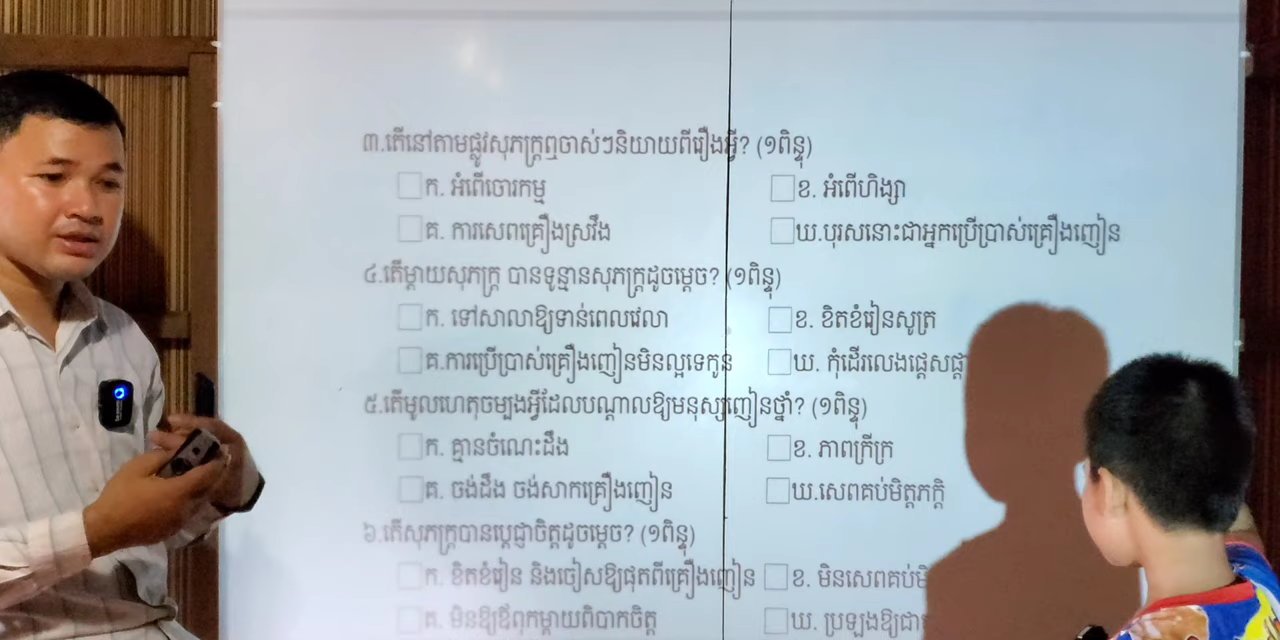 ៣.តើនៅតាមផ្លូវសុភក្ត្រឮចាស់ៗនិយាយពីរឿងអ្វី? (១ពិន្ទុ)
ក. អំពើចោរកម្ម ខ. អំពើហិង្សា
គ. ការសេពគ្រឿងស្រវឹង ឃ.បុរសនោះជាអ្នកប្រើប្រាស់គ្រឿងញៀន
៤.តើម្តាយសុភក្ត្រ បានទូន្មានសុភក្ត្រដូចម្តេច? (១ពិន្ទុ)
ក. ទៅសាលាឱ្យទាន់ពេលវេលា ខ. ខិតខំរៀនសូត្រ
គ.ការប្រើប្រាស់គ្រឿងញៀនមិនល្អទេកូន ឃ. កុំដើរលេង
៥.តើមូលហេតុចម្បងអ្វីដែលបណ្តាលឱ្យមនុស្សញៀនថ្នាំ? (១ពិន្ទុ)
ក. គ្មានចំណេះដឹង ខ. ភាពក្រីក្រ
គ. ចង់ដឹង ចង់សាកគ្រឿងញៀន ឃ.សេពគប់មិត្តភក្តិ
៦.តើសុភក្ត្របានប្តេជ្ញាចិត្តដូចម្តេច? (១ពិន្ទុ)
ក. ខិតខំរៀន និងចៀសឱ្យផុតពីគ្រឿងញៀន ខ. មិនសេពគប់
គ. មិនឱ្យឪពុកម្តាយពិបាកចិត្ត ឃ. ប្រឡងឱ្យ